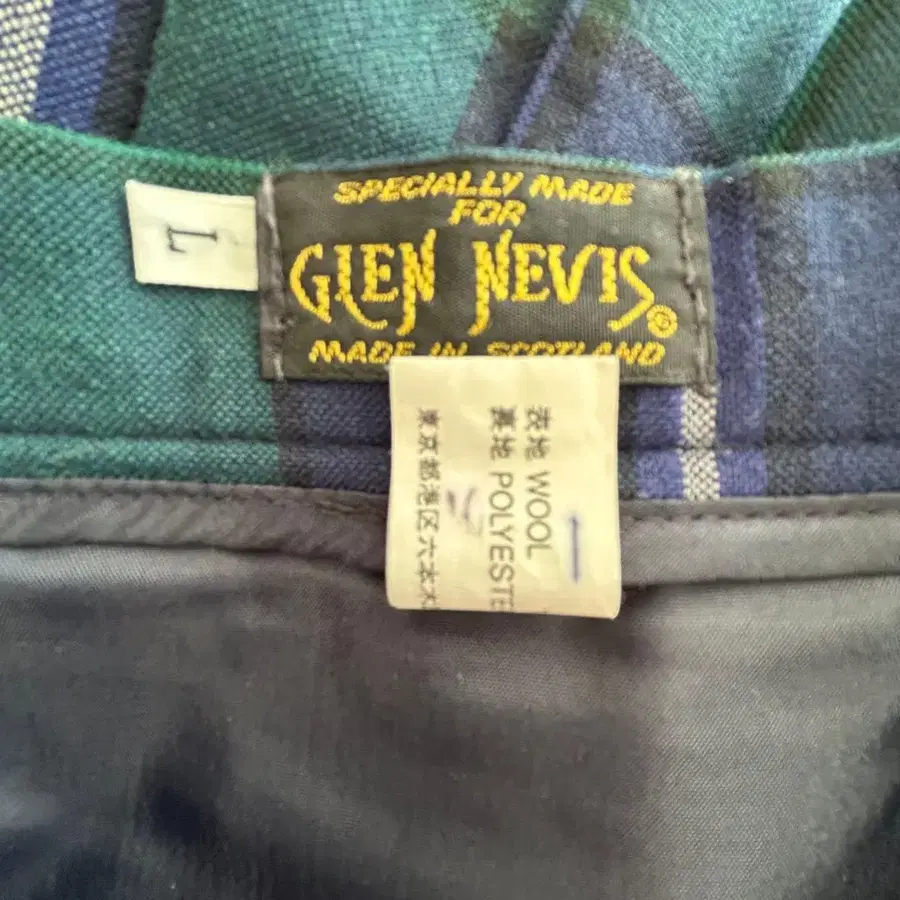 L
SPECIALLY MADE
FOR
GLEN NEVIS®
MADE IN SCOTLAND
表地 WOOL
裏地 POLYESTE
東京都港区六本木